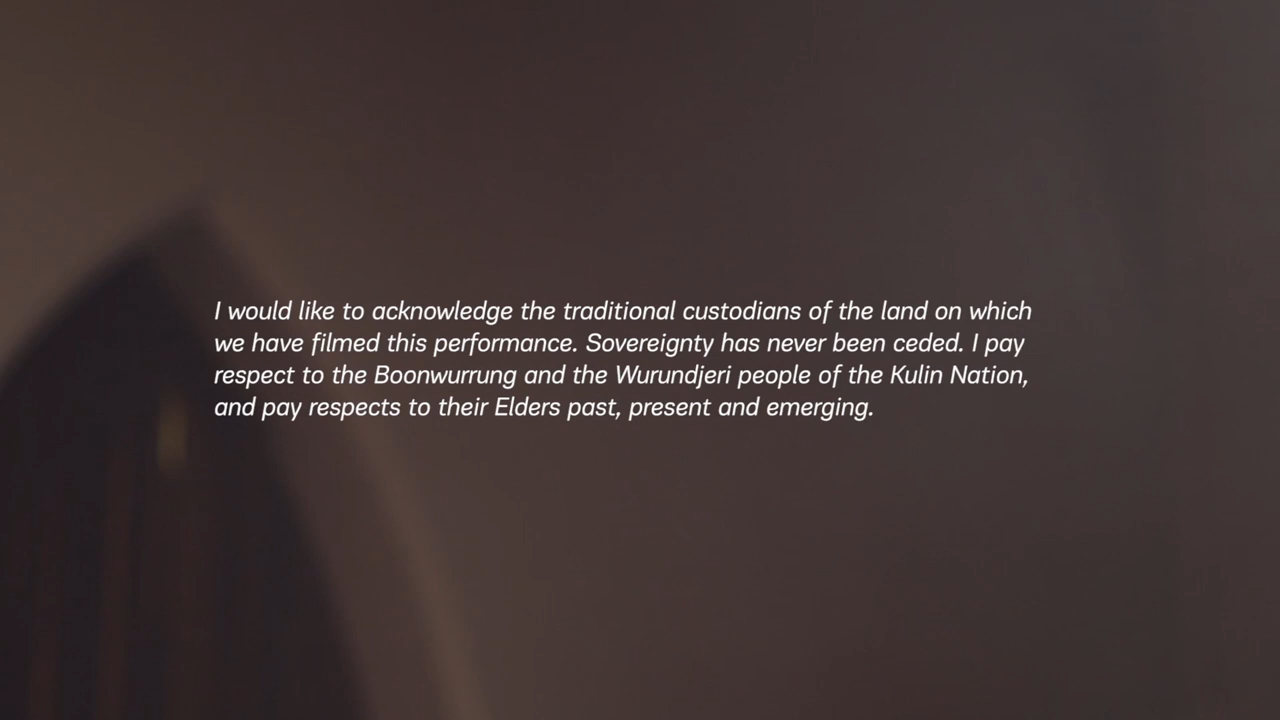 I would like to acknowledge the traditional custodians of the land on which
we have filmed this performance. Sovereignty has never been ceded. I pay
respect to the Boonwurrung and the Wurundjeri people of the Kulin Nation,
and pay respects to their Elders past, present and emerging.